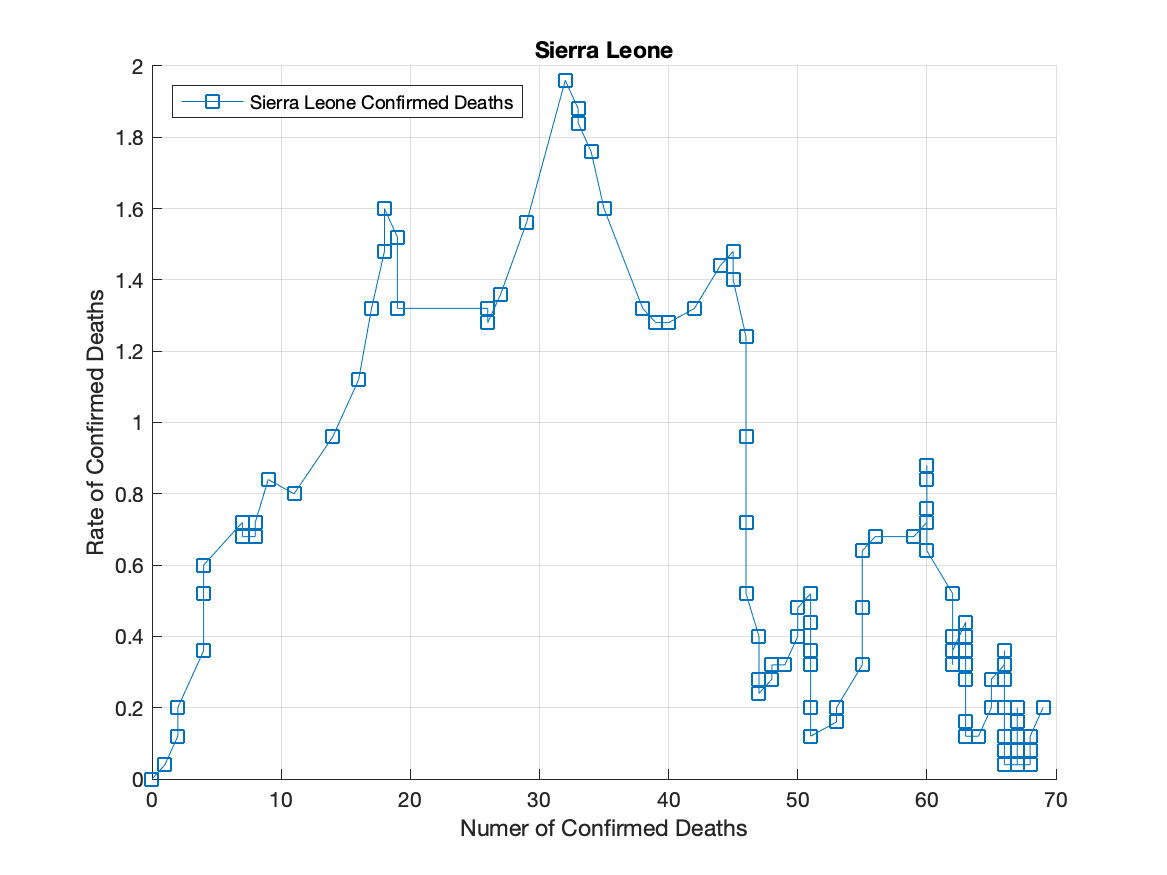 Sierra Leone
Sierra Leone Confirmed Deaths
2
1.8
1.6
1.4
1.2
1
0.8
0.6
0.4
0.2
0
Rate of Confirmed Deaths
0 10 20 30 40 50 60 70
Numer of Confirmed Deaths